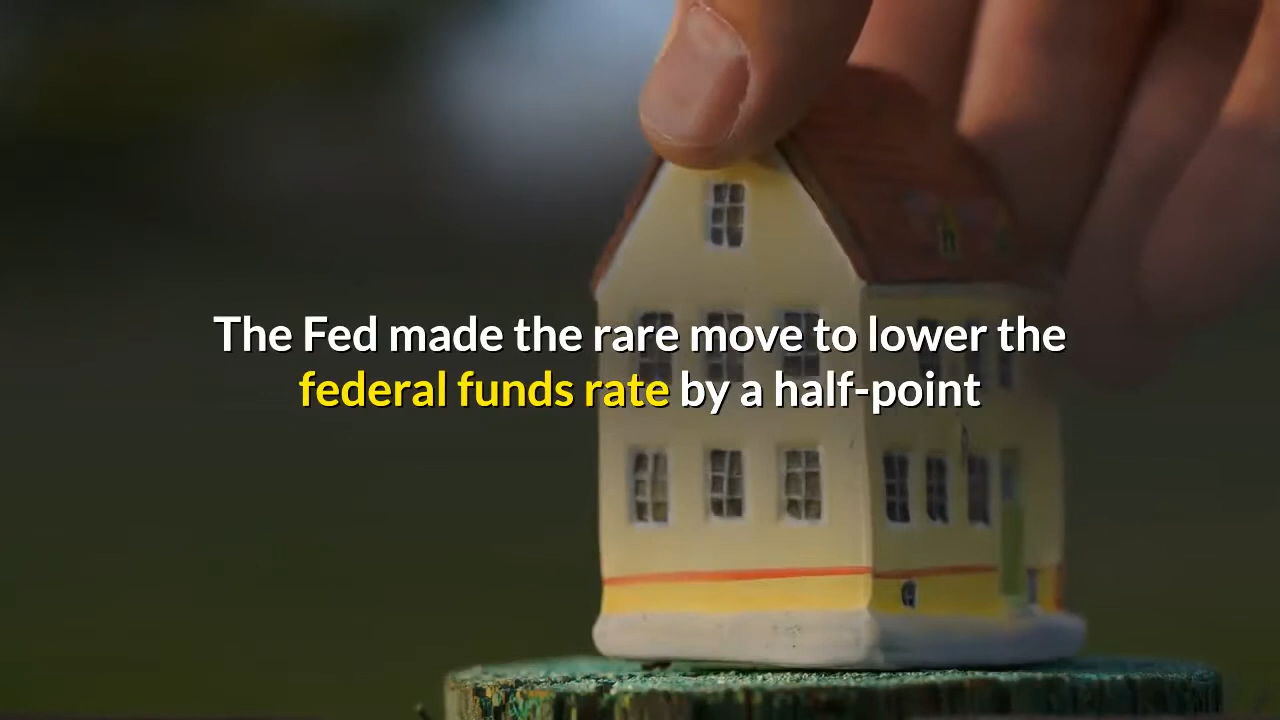 The Fed made the rare move to lower the
federal funds rate by a half-point